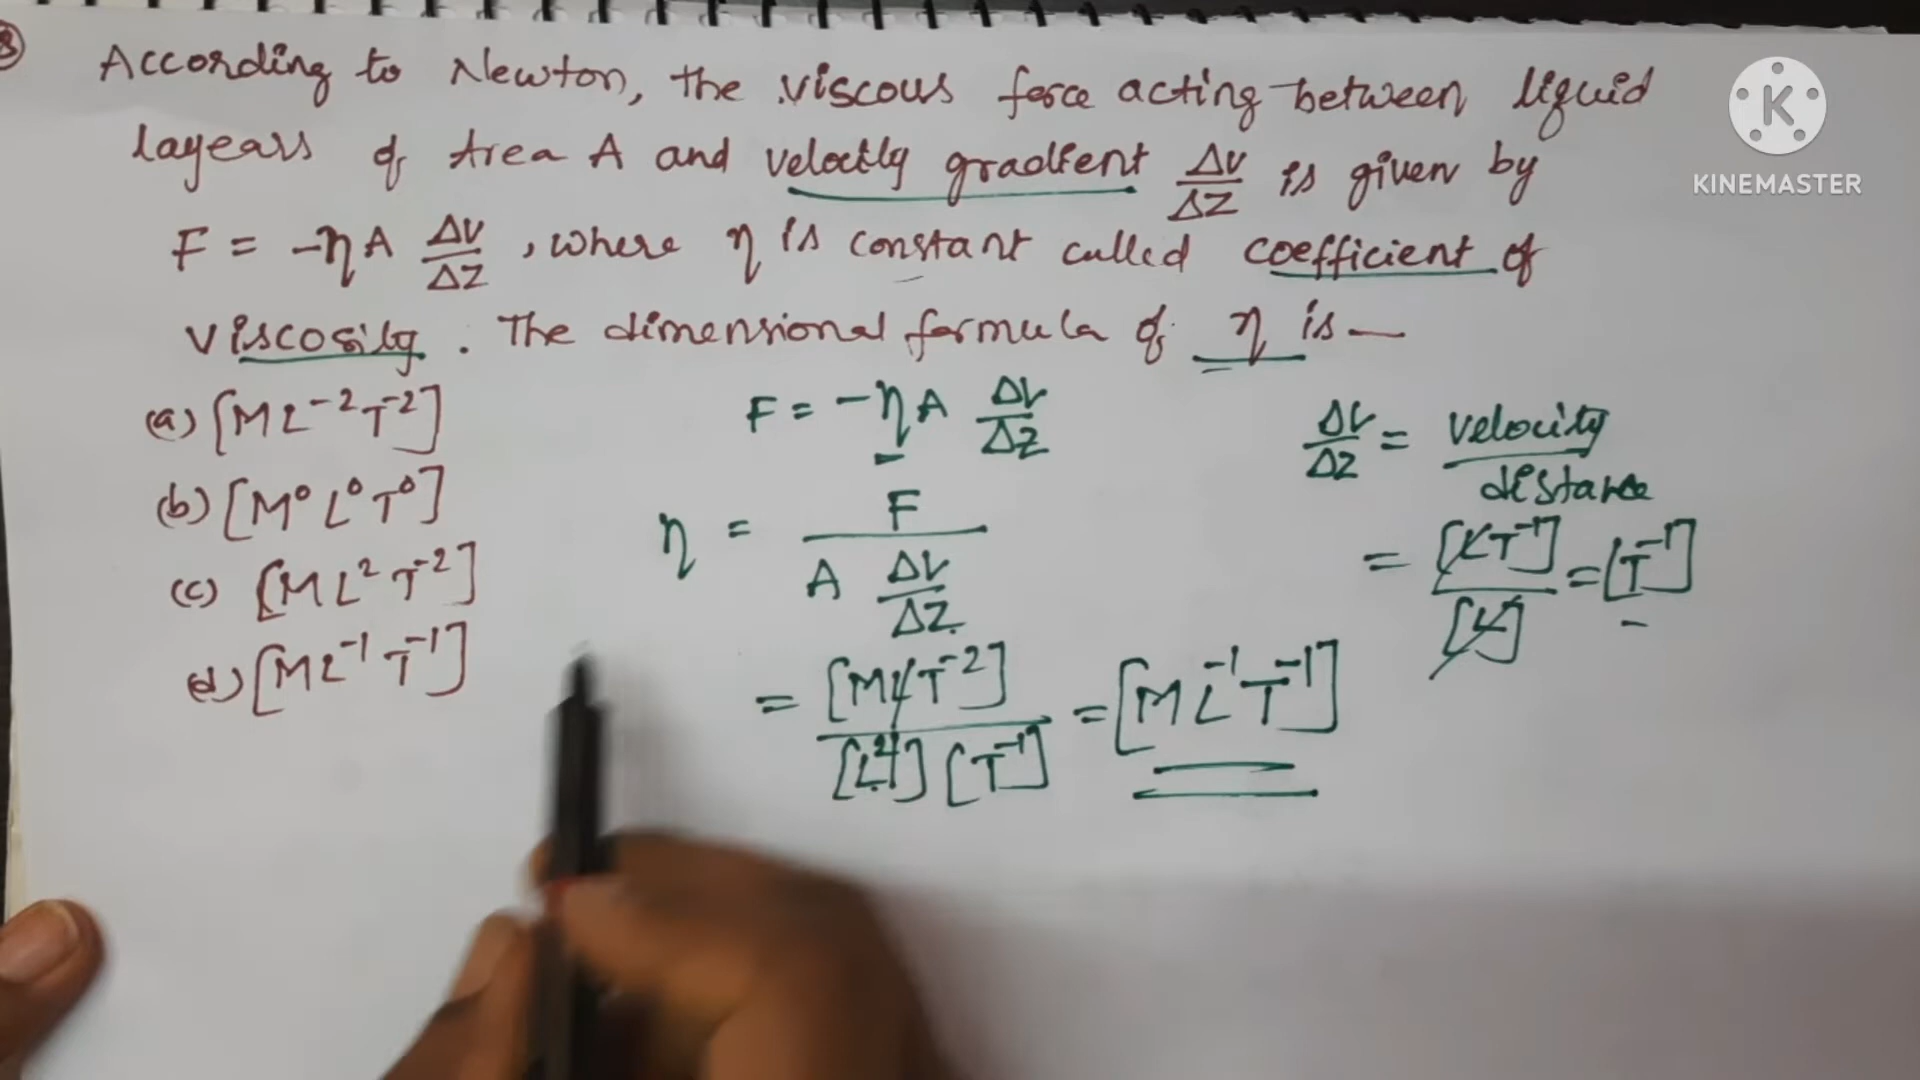 8
According to Newton, the viscous force acting between liquid
layears of Area A and velocity gradient ΔV/ΔZ is given by
F = -ηA ΔV/ΔZ, where η is constant called coefficient of
viscosity. The dimensional formula of η is —
(a) [ML⁻²T⁻²]
(b) [M⁰L⁰T⁰]
(c) [ML²T⁻²]
(d) [ML⁻¹T⁻¹]
F = -ηA ΔV/ΔZ
η = F / A ΔV/ΔZ
= [MLT⁻²] / [L²][T⁻¹] = [ML⁻¹T⁻¹]
ΔV/ΔZ = velocity / distance
= [LT⁻¹] / [L] = [T⁻¹]
K
KINEMASTER